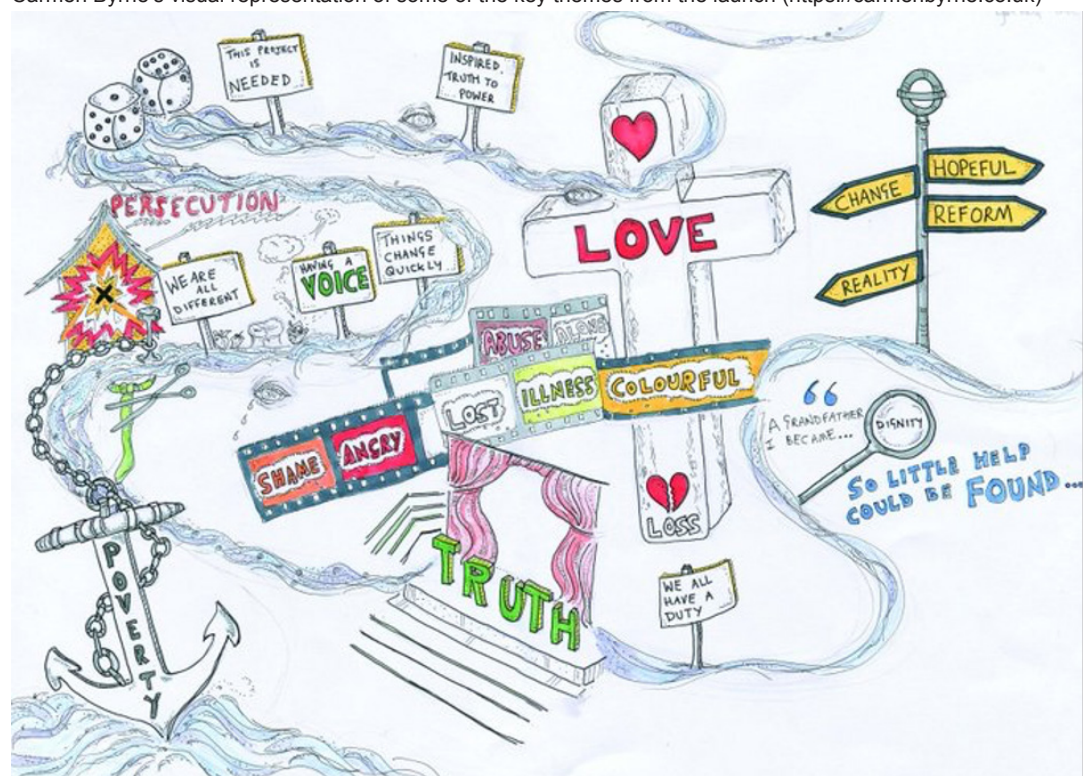 Carmen Byrne's visual representation of some of the key themes from the launch (https://carmenbyrne.co.uk)
THIS PROJECT
IS
NEEDED
INSPIRED.
TRUTH TO
POWER
PERSECUTION
WE ARE
ALL
DIFFERENT
HAVING A
VOICE
THINGS
CHANGE
QUICKLY
LOVE
CHANGE
HOPEFUL
REFORM
REALITY
ABUSE
ALONE
LOST
ILLNESS
COLOURFUL
SHAME
ANGRY
“
A GRANDFATHER
I BECAME...
DIGNITY
SO LITTLE HELP
COULD BE FOUND...
LOSS
TRUTH
WE ALL
HAVE A
DUTY
POVERTY